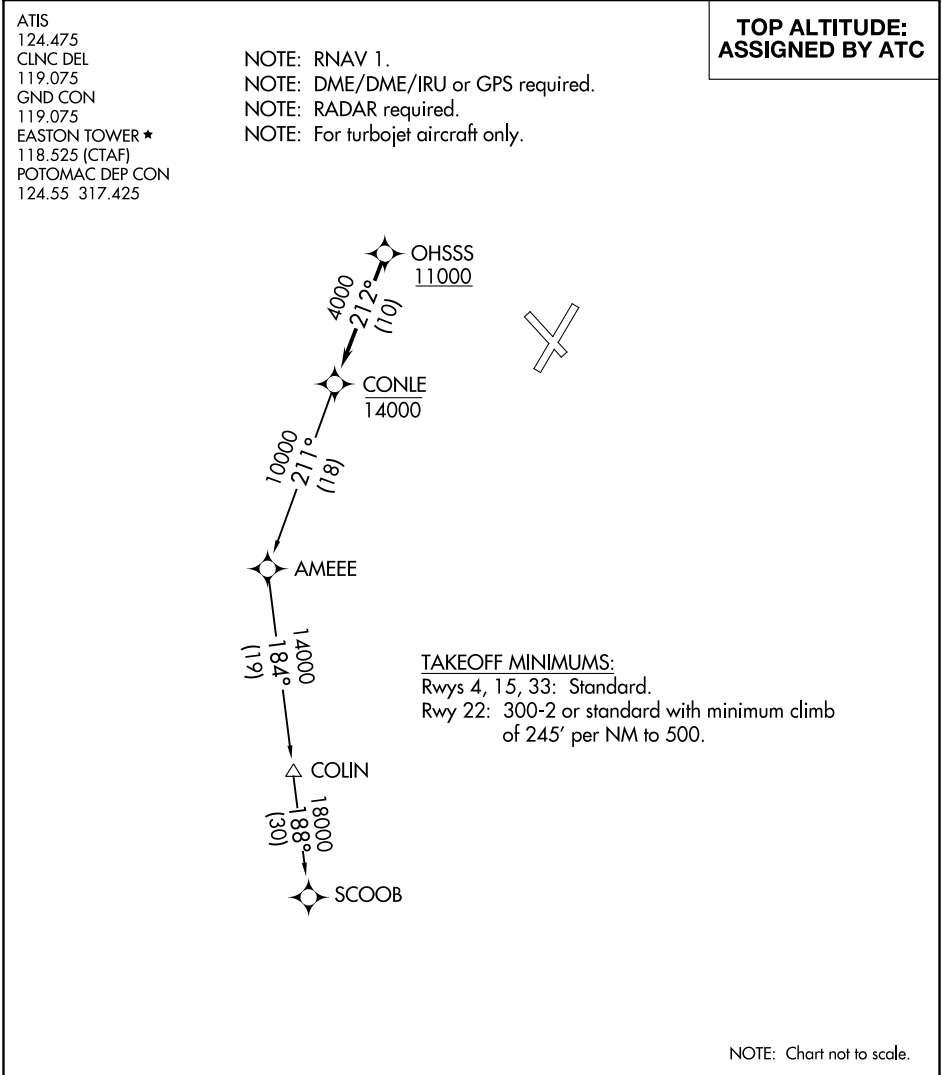 ATIS
124.475
CLNC DEL
119.075
GND CON
119.075
EASTON TOWER ★
118.525 (CTAF)
POTOMAC DEP CON
124.55 317.425
NOTE: RNAV 1.
NOTE: DME/DME/IRU or GPS required.
NOTE: RADAR required.
NOTE: For turbojet aircraft only.
TOP ALTITUDE:
ASSIGNED BY ATC
OHSSS
11000
4000
212°
(10)
CONLE
14000
10000
211°
(18)
AMEEE
14000
184°
(19)
COLIN
18000
188°
(30)
SCOOB
TAKEOFF MINIMUMS:
Rwys 4, 15, 33: Standard.
Rwy 22: 300-2 or standard with minimum climb
of 245' per NM to 500.
NOTE: Chart not to scale.